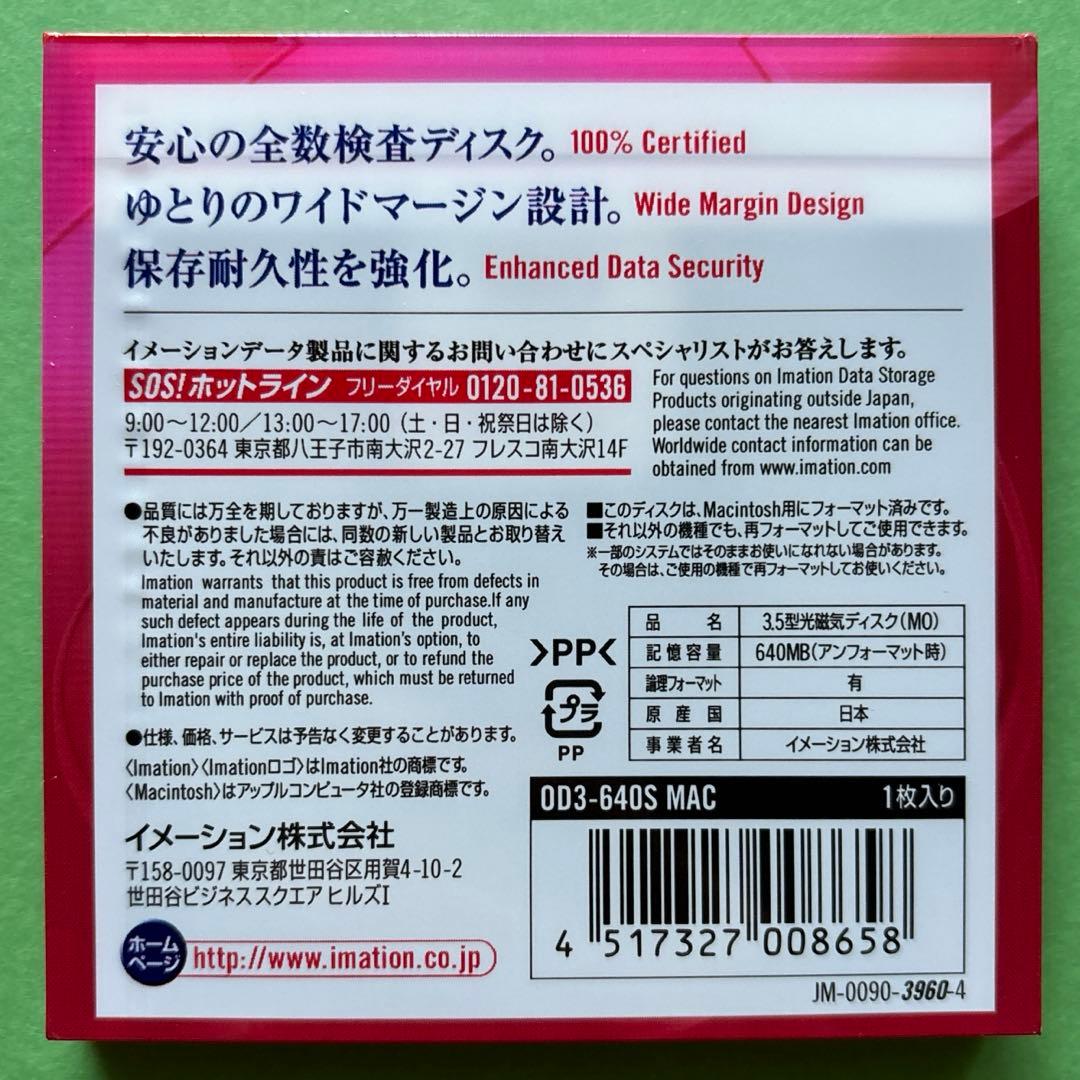 安心の全数検査ディスク。 100% Certified
ゆとりのワイドマージン設計。 Wide Margin Design
保存耐久性を強化。 Enhanced Data Security
イメーションデータ製品に関するお問い合わせにスペシャリストがお答えします。
SOS!ホットライン フリーダイヤル 0120-81-0536
9:00〜12:00/13:00〜17:00(土・日・祝祭日は除く)
〒192-0364 東京都八王子市南大沢2-27 フレスコ南大沢14F
For questions on Imation Data Storage
Products originating outside Japan,
please contact the nearest Imation office.
Worldwide contact information can be
obtained from www.imation.com
●品質には万全を期しておりますが、万一製造上の原因による
不良がありました場合には、同数の新しい製品とお取り替え
いたします。それ以外の責はご容赦ください。
Imation warrants that this product is free from defects in
material and manufacture at the time of purchase.If any
such defect appears during the life of the product,
Imation's entire liability is, at Imation's option, to
either repair or replace the product, or to refund the
purchase price of the product, which must be returned
to Imation with proof of purchase.
●仕様、価格、サービスは予告なく変更することがあります。
〈Imation〉〈Imationロゴ〉はImation社の商標です。
〈Macintosh〉はアップルコンピュータ社の登録商標です。
イメーション株式会社
〒158-0097 東京都世田谷区用賀4-10-2
世田谷ビジネススクエア ヒルズI
ホームページ http://www.imation.co.jp
■このディスクは、Macintosh用にフォーマット済みです。
■それ以外の機種でも、再フォーマットしてご使用できます。
※一部のシステムではそのままお使いになれない場合があります。
その場合は、ご使用の機種で再フォーマットしてお使いください。
>PP<
プラ
PP
品名 3.5型光磁気ディスク(MO)
記憶容量 640MB(アンフォーマット時)
論理フォーマット 有
原産国 日本
事業者名 イメーション株式会社
OD3-640S MAC 1枚入り
4 517327 008658
JM-0090-3960-4